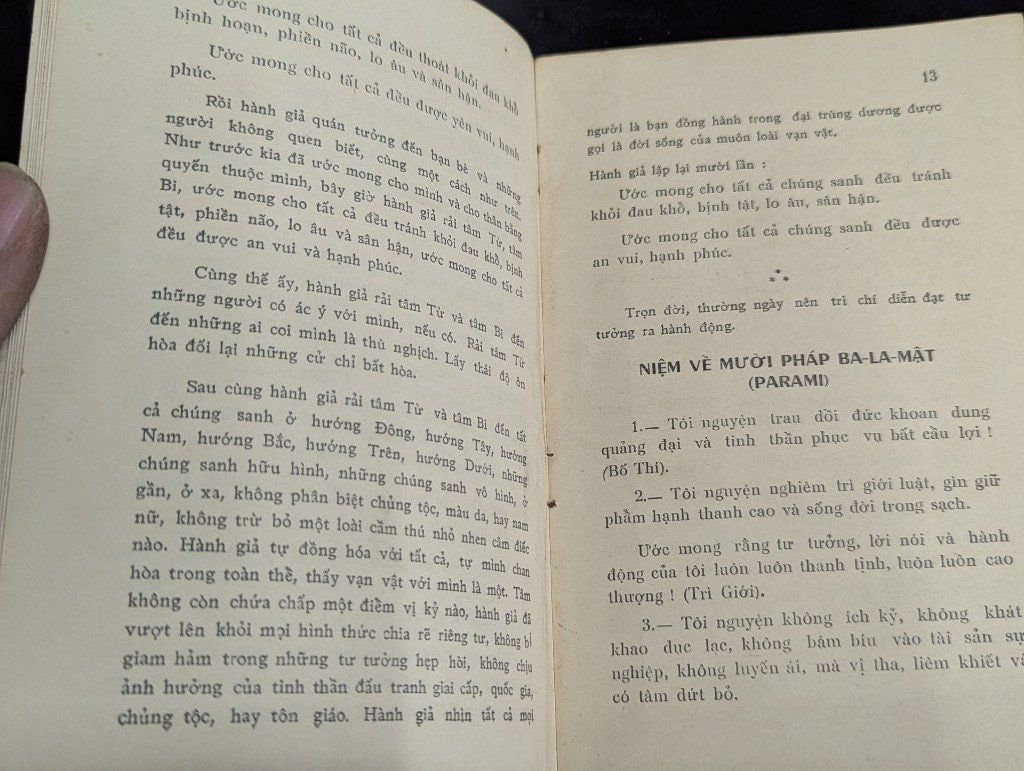 Ước mong cho tất cả đều thoát khỏi đau khổ
bịnh hoạn, phiền não, lo âu và sân hận.
Ước mong cho tất cả đều được yên vui, hạnh
phúc.
Rồi hành giả quán tưởng đến bạn bè và những
người không quen biết, cùng một cách như trên.
Như trước kia đã ước mong cho mình và cho thân bằng
quyến thuộc mình, bây giờ hành giả rải tâm Từ, tâm
Bi, ước mong cho tất cả đều tránh khỏi đau khổ, bịnh
tật, phiền não, lo âu và sân hận, ước mong cho tất cả
đều được an vui và hạnh phúc.
Cùng thế ấy, hành giả rải tâm Từ và tâm Bi đến
những người có ác ý với mình, nếu có. Rải tâm Từ
đến những ai coi mình là thù nghịch. Lấy thái độ ôn
hòa đối lại những cử chỉ bất hòa.
Sau cùng hành giả rải tâm Từ và tâm Bi đến tất
cả chúng sanh ở hướng Đông, hướng Tây, hướng
Nam, hướng Bắc, hướng Trên, hướng Dưới, những
chúng sanh hữu hình, những chúng sanh vô hình, ở
gần, ở xa, không phân biệt chủng tộc, màu da, hay nam
nữ, không trừ bỏ một loài cầm thú nhỏ nhen câm điếc
nào. Hành giả tự đồng hóa với tất cả, tự mình chan
hòa trong toàn thể, thấy vạn vật với mình là một. Tâm
không còn chứa chấp một điểm vị kỷ nào, hành giả đã
vượt lên khỏi mọi hình thức chia rẽ riêng tư, không bị
giam hảm trong những tư tưởng hẹp hòi, không chịu
ảnh hưởng của tinh thần đấu tranh giai cấp, quốc gia,
chủng tộc, hay tôn giáo. Hành giả nhìn tất cả mọi
13
người là bạn đồng hành trong đại trùng dương được
gọi là đời sống của muôn loài vạn vật.
Hành giả lập lại mười lần :
Ước mong cho tất cả chúng sanh đều tránh
khỏi đau khổ, bịnh tật, lo âu, sân hận.
Ước mong cho tất cả chúng sanh đều được
an vui, hạnh phúc.
***
Trọn đời, thường ngày nên trì chí diễn đạt tư
tưởng ra hành động.
NIỆM VỀ MƯỜI PHÁP BA-LA-MẬT
(PARAMI)
1.— Tôi nguyện trau dồi đức khoan dung
quảng đại và tinh thần phục vụ bất cầu lợi !
(Bố Thí).
2.— Tôi nguyện nghiêm trì giới luật, gìn giữ
phẩm hạnh thanh cao và sống đời trong sạch.
Ước mong rằng tư tưởng, lời nói và hành
động của tôi luôn luôn thanh tịnh, luôn luôn cao
thượng ! (Trì Giới).
3.— Tôi nguyện không ích kỷ, không khát
khao dục lạc, không bám bíu vào tài sản sự
nghiệp, không luyến ái, mà vị tha, liêm khiết và
có tâm dứt bỏ.